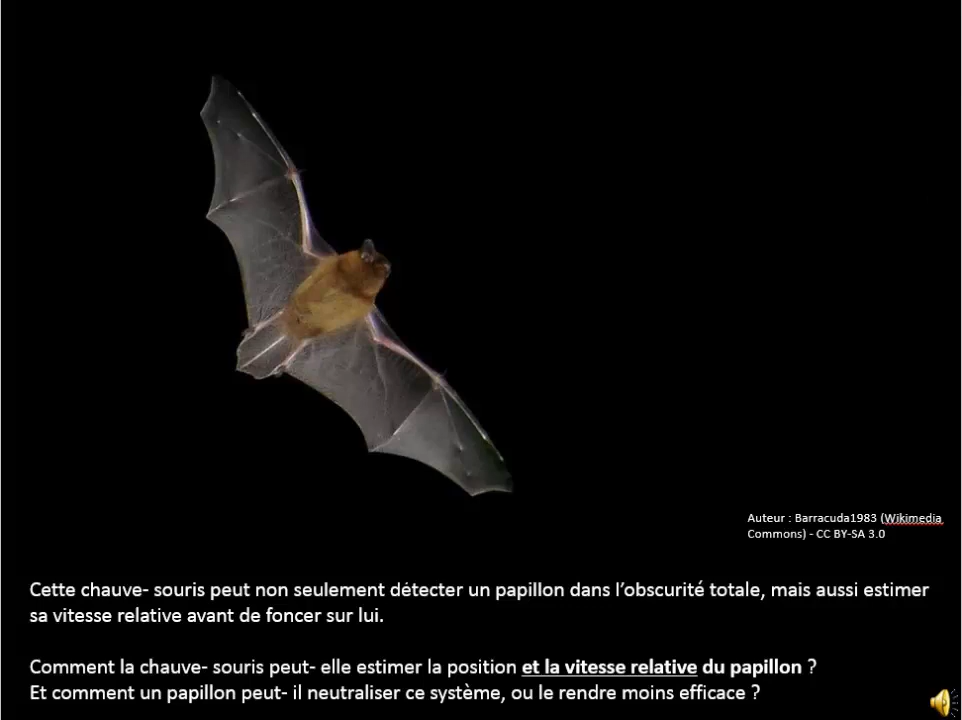 Auteur : Barracuda1983 (Wikimedia
Commons) - CC BY-SA 3.0
Cette chauve- souris peut non seulement détecter un papillon dans l’obscurité totale, mais aussi estimer
sa vitesse relative avant de foncer sur lui.
Comment la chauve- souris peut- elle estimer la position et la vitesse relative du papillon ?
Et comment un papillon peut- il neutraliser ce système, ou le rendre moins efficace ?